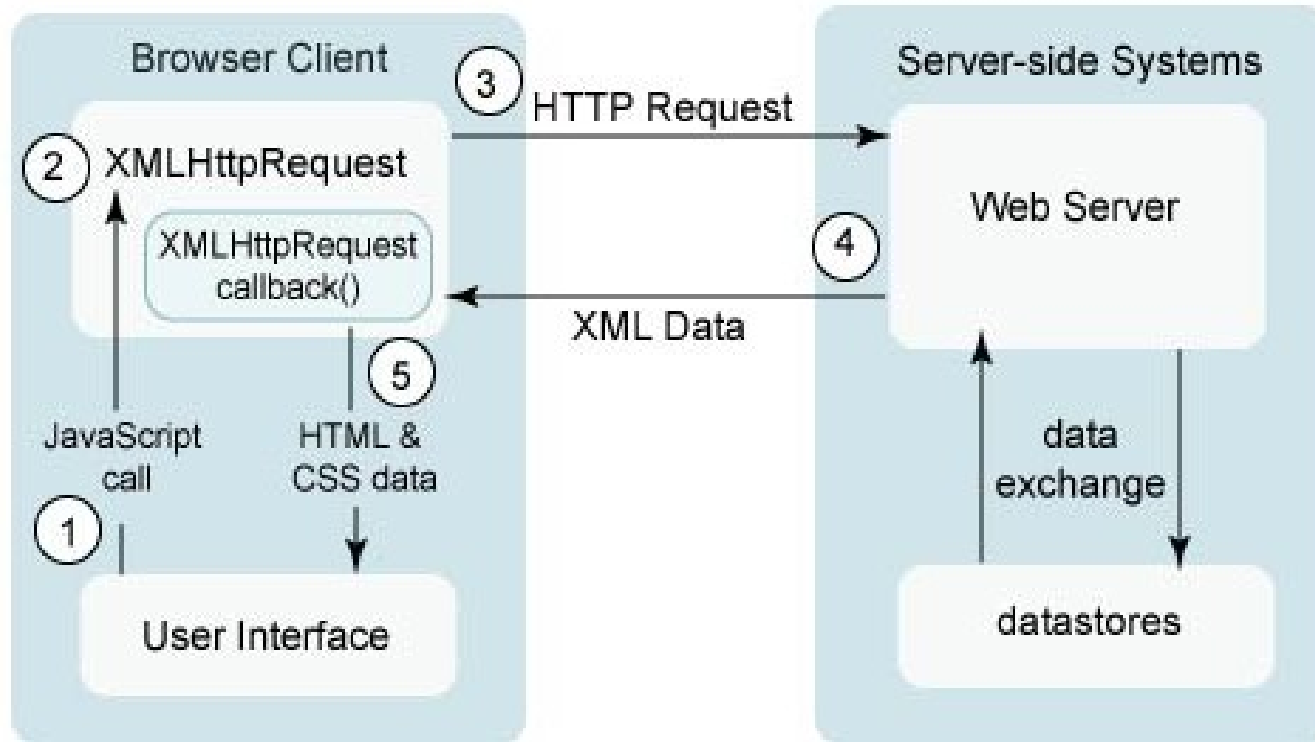 Browser Client
3
HTTP Request
2
XMLHttpRequest
XMLHttpRequest
callback()
XML Data
5
JavaScript
call
HTML &
CSS data
1
User Interface
Server-side Systems
Web Server
4
data
exchange
datastores